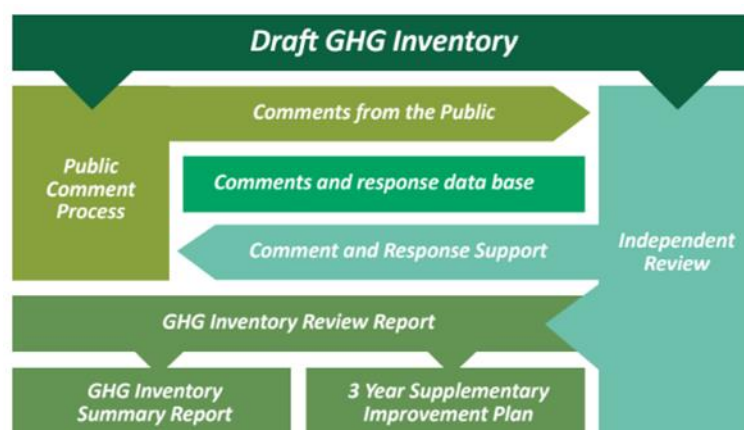 Draft GHG Inventory
Comments from the Public
Public
Comment
Process
Comments and response data base
Comment and Response Support
Independent
Review
GHG Inventory Review Report
GHG Inventory
Summary Report
3 Year Supplementary
Improvement Plan